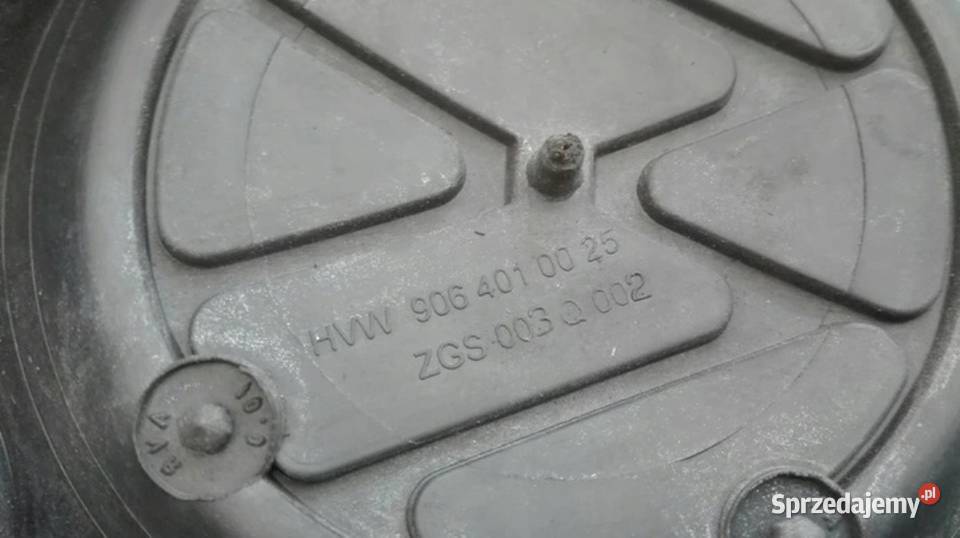 HVW 906 401 00 25
ZGS 003 Q 002
Sprzedajemy.pl